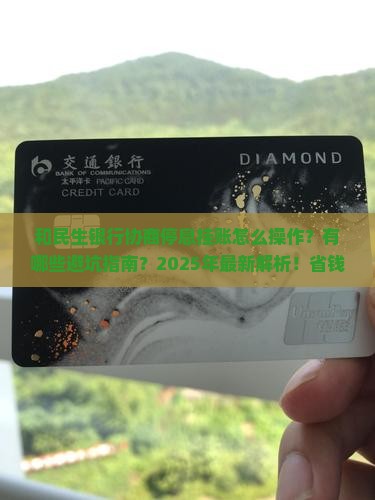 交通銀行
BANK OF COMMUNICATIONS
太平洋卡 PACIFIC CARD
CREDIT CARD
DIAMOND
和民生银行协商停息挂账怎么操作？有
哪些避坑指南？2025年最新解析！省钱
UnionPay